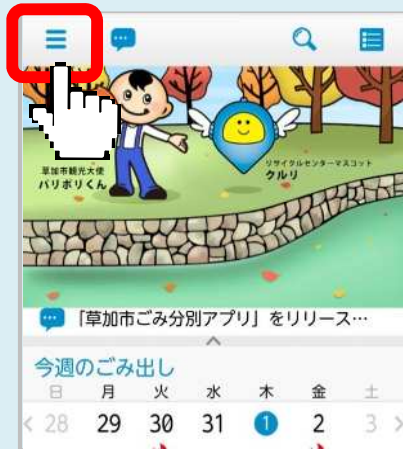 草加市観光大使
パリポリくん
リサイクルセンターマスコット
クルリ
「草加市ごみ分別アプリ」をリリース…
今週のごみ出し
日 月 火 水 木 金 土
28 29 30 31 1 2 3